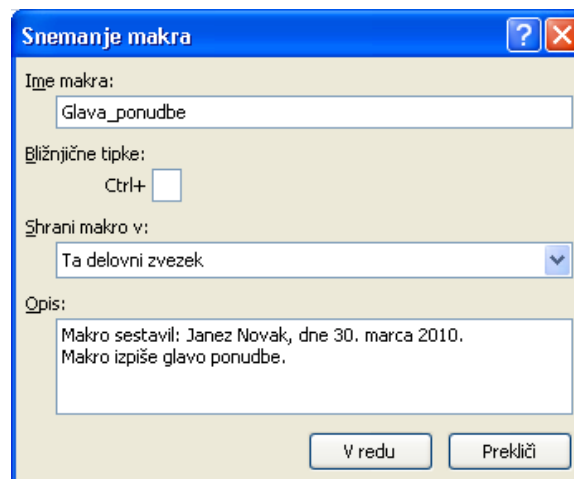 Snemanje makra
Ime makra:
Glava_ponudbe
Bližnjične tipke:
Ctrl+
Shrani makro v:
Ta delovni zvezek
Opis:
Makro sestavil: Janez Novak, dne 30. marca 2010.
Makro izpiše glavo ponudbe.
V redu
Prekliči